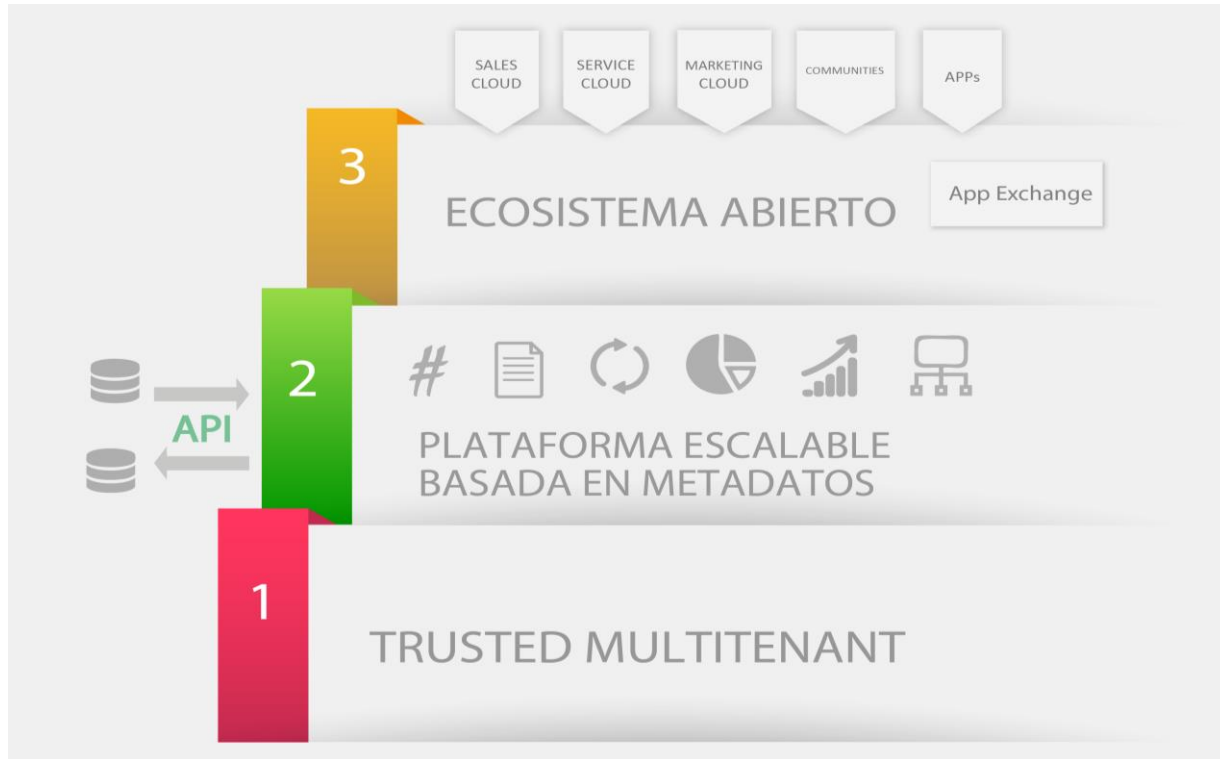 SALES
CLOUD
SERVICE
CLOUD
MARKETING
CLOUD
COMMUNITIES
APPs
3
ECOSISTEMA ABIERTO
App Exchange
2
#
API
PLATAFORMA ESCALABLE
BASADA EN METADATOS
1
TRUSTED MULTITENANT